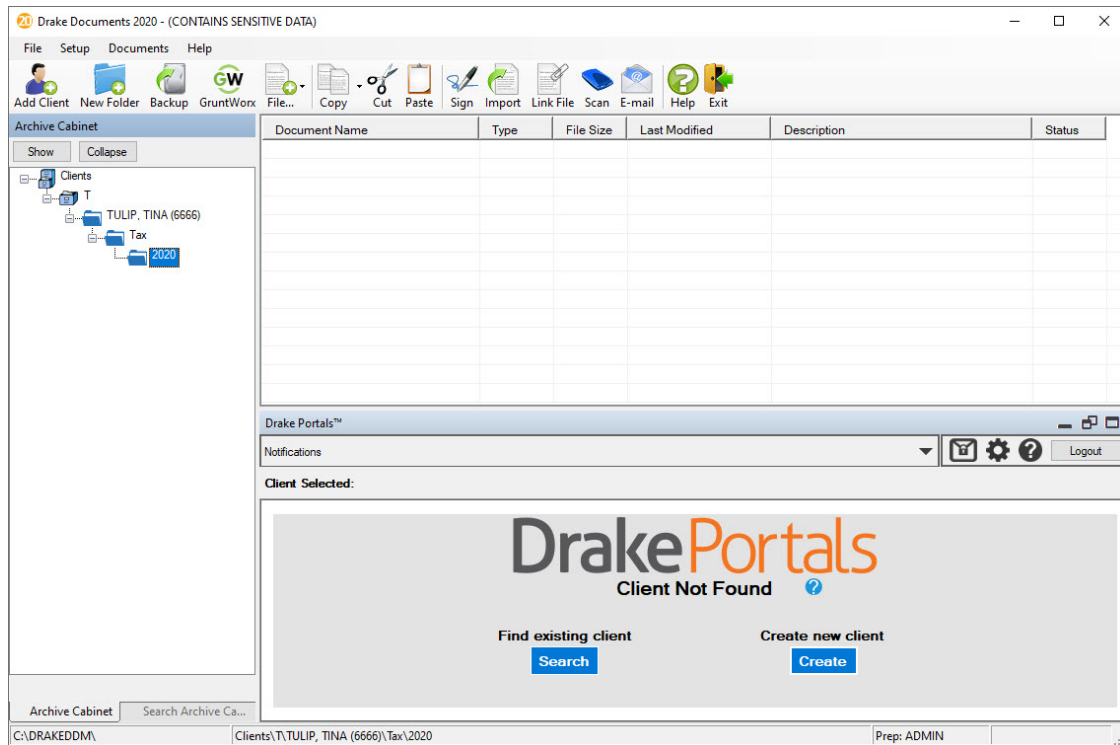 20 Drake Documents 2020 - (CONTAINS SENSITIVE DATA)
File Setup Documents Help
GW
Add Client New Folder Backup GruntWorx File... Copy Cut Paste Sign Import Link File Scan E-mail Help Exit
Archive Cabinet
Show Collapse
Clients
T
TULIP, TINA (6666)
Tax
2020
Document Name Type File Size Last Modified Description Status
Drake Portals™
Notifications
Logout
Client Selected:
DrakePortals
Client Not Found ?
Find existing client Create new client
Search Create
Archive Cabinet Search Archive Ca...
C:\DRAKEDDM\ Clients\T\TULIP, TINA (6666)\Tax\2020 Prep: ADMIN